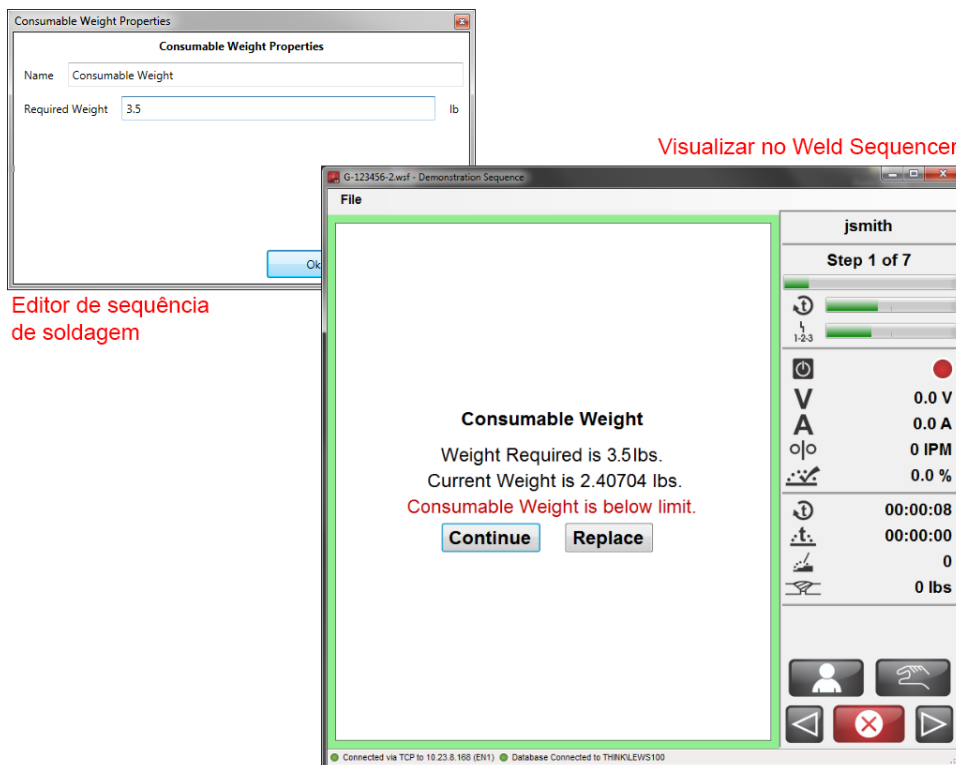 Consumable Weight Properties
Consumable Weight Properties
Name Consumable Weight
Required Weight 3.5 lb
Editor de sequência
de soldagem
Visualizar no Weld Sequencer
G-123456-2.wsf - Demonstration Sequence
File
Consumable Weight
Weight Required is 3.5 lbs.
Current Weight is 2.40704 lbs.
Consumable Weight is below limit.
Continue Replace
jsmith
Step 1 of 7
t
1-2-3
V 0.0 V
A 0.0 A
0 IPM
0.0 %
t 00:00:08
.t. 00:00:00
0
0 lbs
Connected via TCP to 10.23.8.168 (EN1) Database Connected to THINK\LEWS100